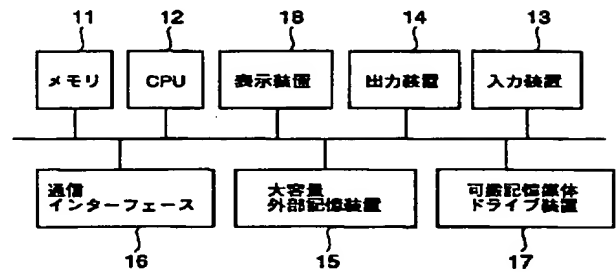 11 12 18 14 13
メモリ CPU 表示装置 出力装置 入力装置
通信 大容量 可搬記憶媒体
インターフェース 外部記憶装置 ドライブ装置
16 15 17